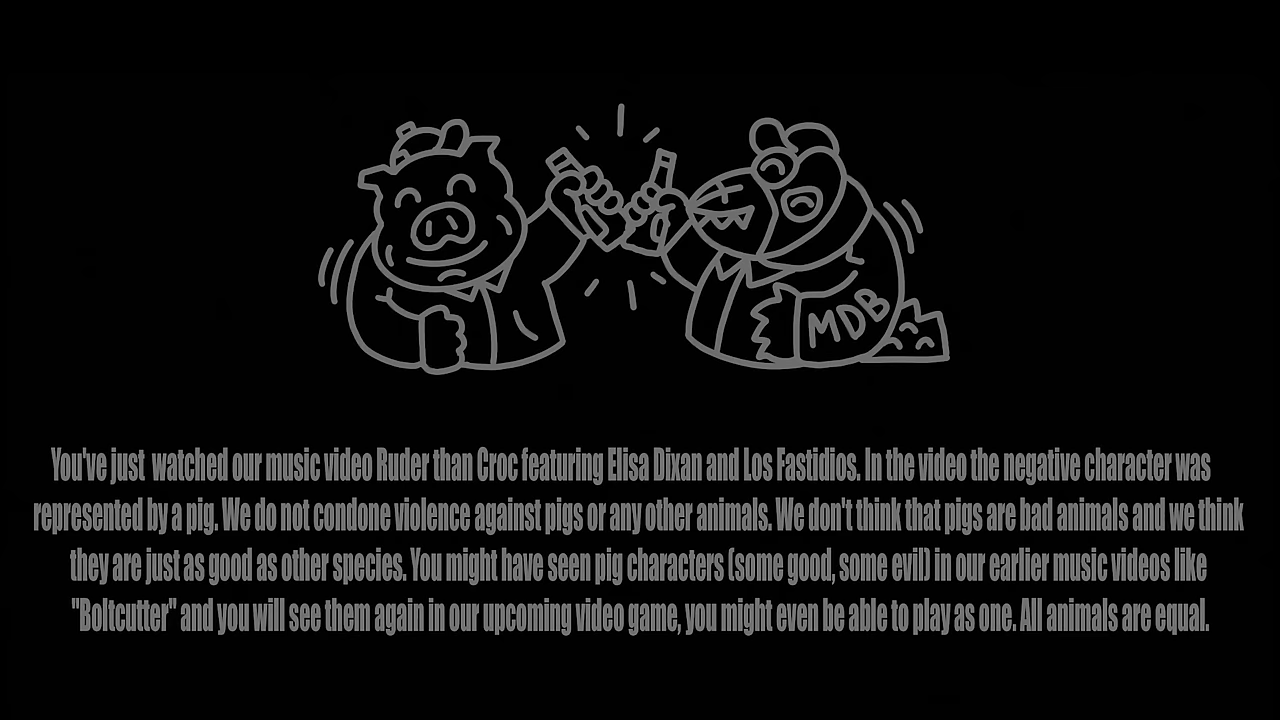 MDB
You've just watched our music video Ruder than Croc featuring Elisa Dixan and Los Fastidios. In the video the negative character was
represented by a pig. We do not condone violence against pigs or any other animals. We don't think that pigs are bad animals and we think
they are just as good as other species. You might have seen pig characters (some good, some evil) in our earlier music videos like
"Boltcutter" and you will see them again in our upcoming video game, you might even be able to play as one. All animals are equal.